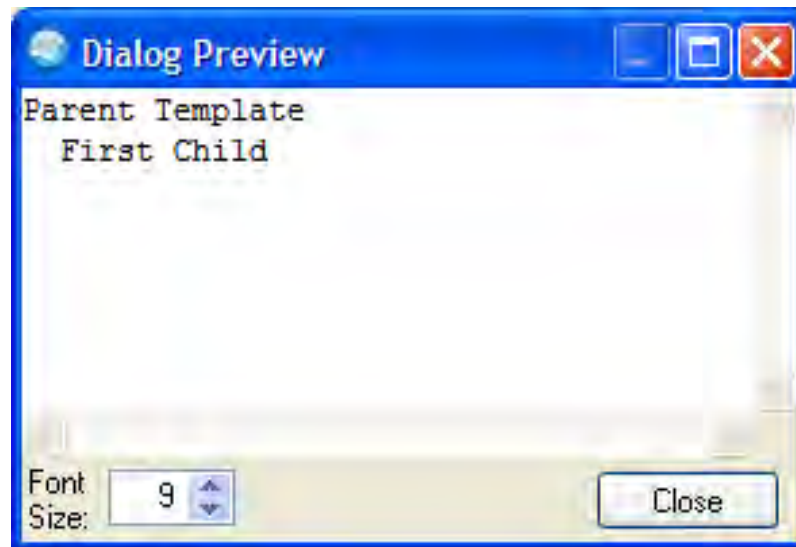 Dialog Preview
Parent Template
  First Child
Font
Size:
9
Close